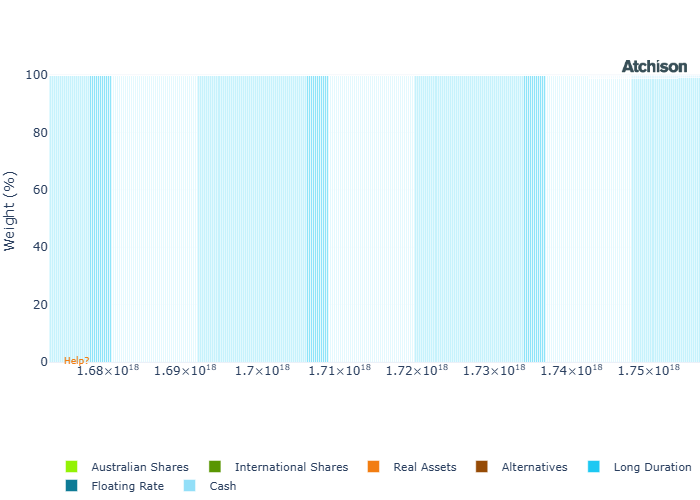 Atchison
100
80
60
40
20
0
Weight (%)
Help?
1.68×10¹⁸ 1.69×10¹⁸ 1.7×10¹⁸ 1.71×10¹⁸ 1.72×10¹⁸ 1.73×10¹⁸ 1.74×10¹⁸ 1.75×10¹⁸
Australian Shares International Shares Real Assets Alternatives Long Duration
Floating Rate Cash